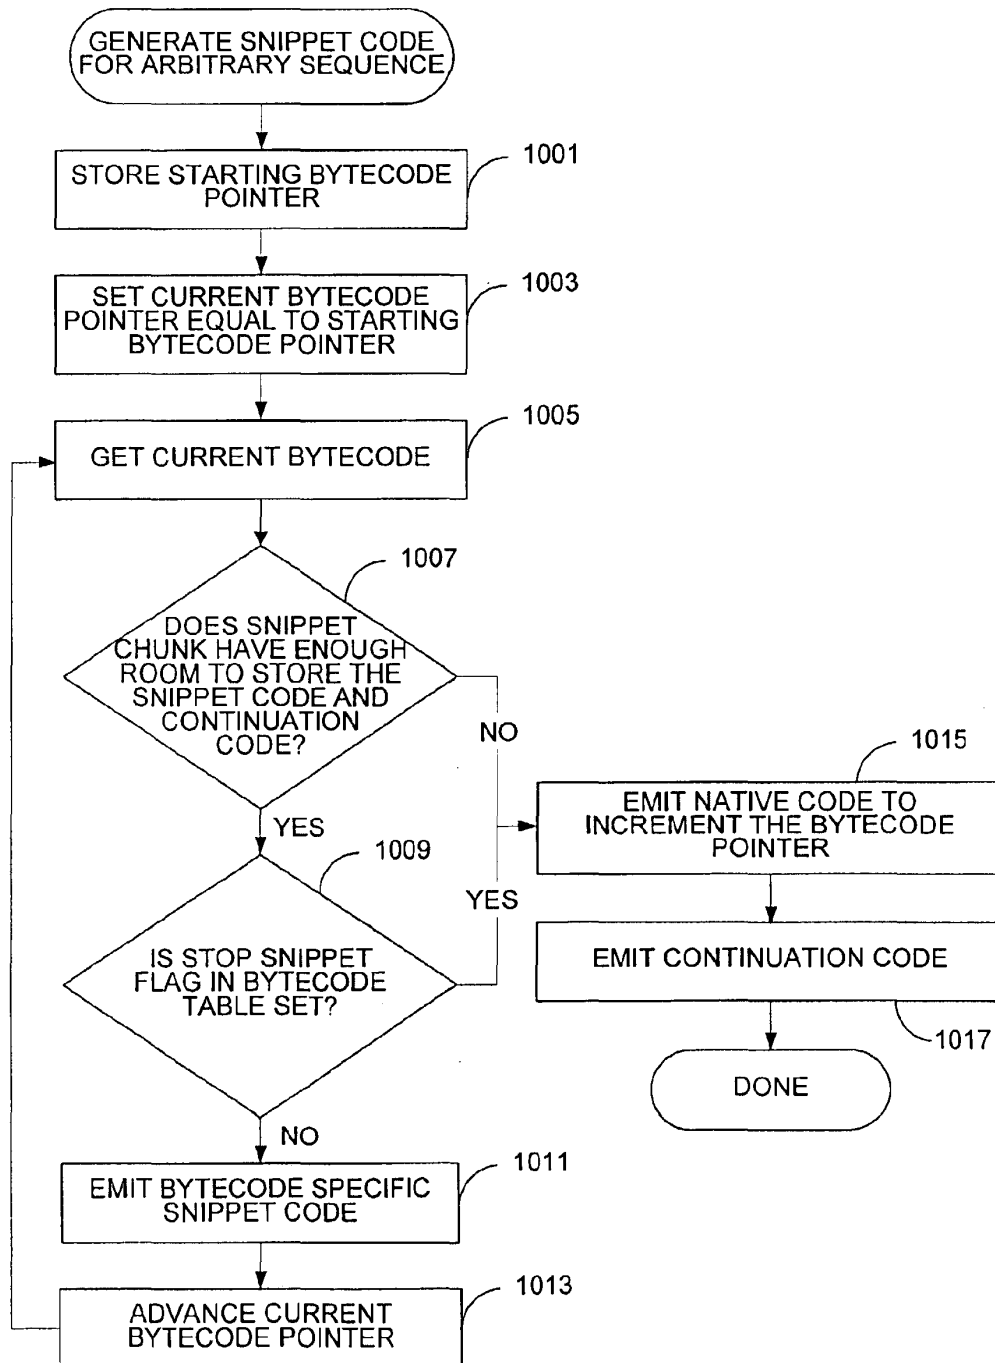 GENERATE SNIPPET CODE
FOR ARBITRARY SEQUENCE
1001
STORE STARTING BYTECODE
POINTER
1003
SET CURRENT BYTECODE
POINTER EQUAL TO STARTING
BYTECODE POINTER
1005
GET CURRENT BYTECODE
1007
DOES SNIPPET
CHUNK HAVE ENOUGH
ROOM TO STORE THE
SNIPPET CODE AND
CONTINUATION
CODE?
NO
YES
1009
IS STOP SNIPPET
FLAG IN BYTECODE
TABLE SET?
YES
NO
1011
EMIT BYTECODE SPECIFIC
SNIPPET CODE
1013
ADVANCE CURRENT
BYTECODE POINTER
1015
EMIT NATIVE CODE TO
INCREMENT THE BYTECODE
POINTER
EMIT CONTINUATION CODE
1017
DONE